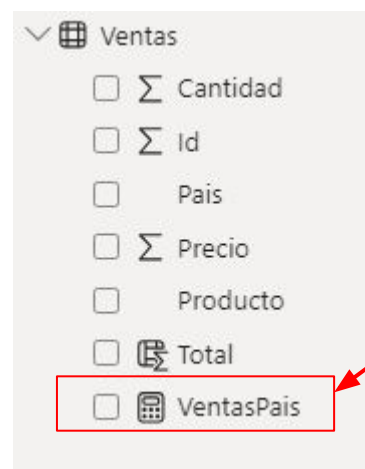 Ventas
Cantidad
Id
Pais
Precio
Producto
Total
VentasPais